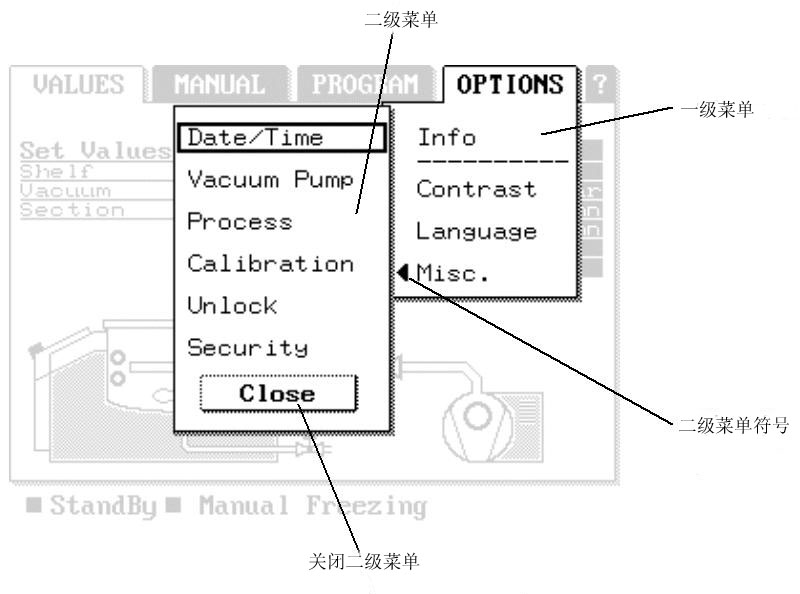 二级菜单
VALUES MANUAL PROGRAM OPTIONS ?
一级菜单
Set Values
Shelf
Vacuum
Section
Date/Time
Vacuum Pump
Process
Calibration
Unlock
Security
Close
Info
Contrast
Language
Misc.
二级菜单符号
StandBy Manual Freezing
关闭二级菜单